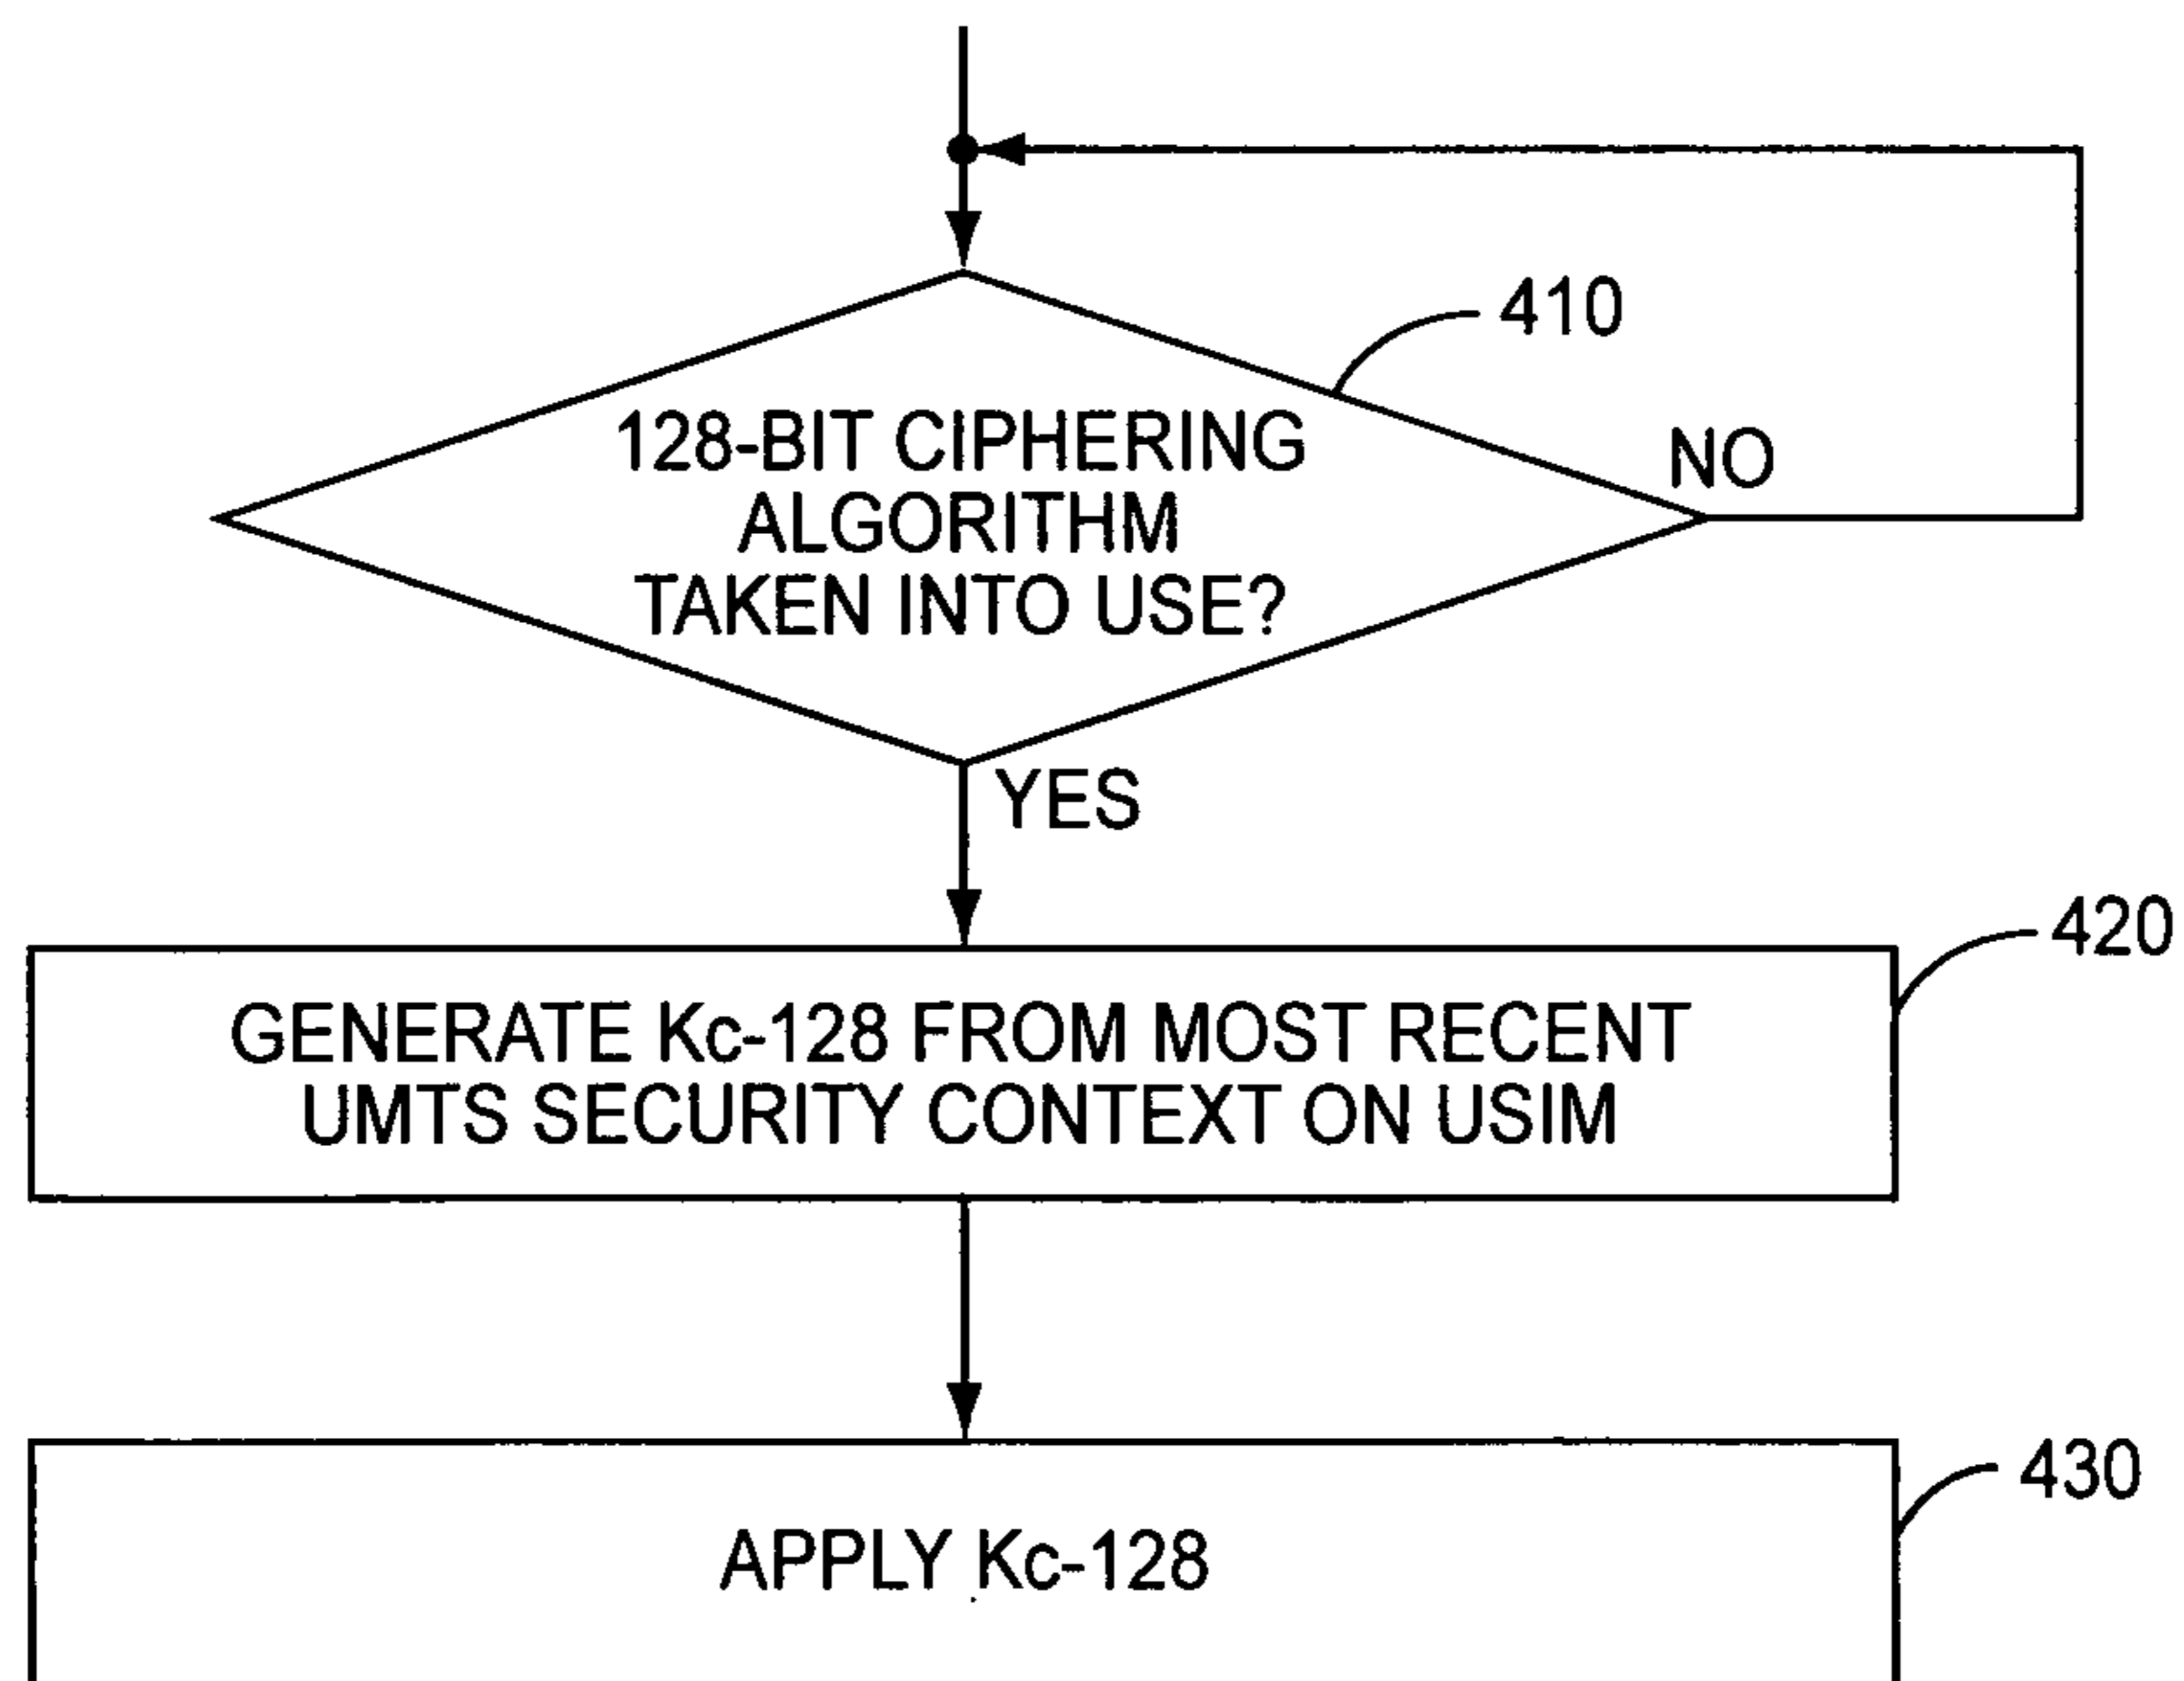 410
128-BIT CIPHERING
ALGORITHM
TAKEN INTO USE?
NO
YES
420
GENERATE Kc-128 FROM MOST RECENT
UMTS SECURITY CONTEXT ON USIM
430
APPLY Kc-128